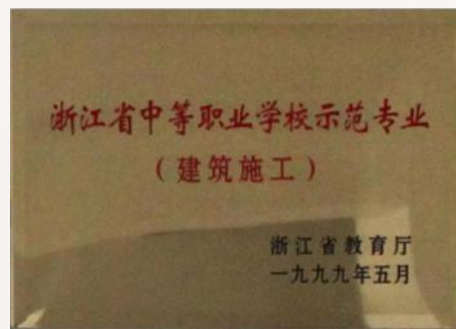 浙江省中等职业学校示范专业
（建筑施工）
浙江省教育厅
一九九九年五月